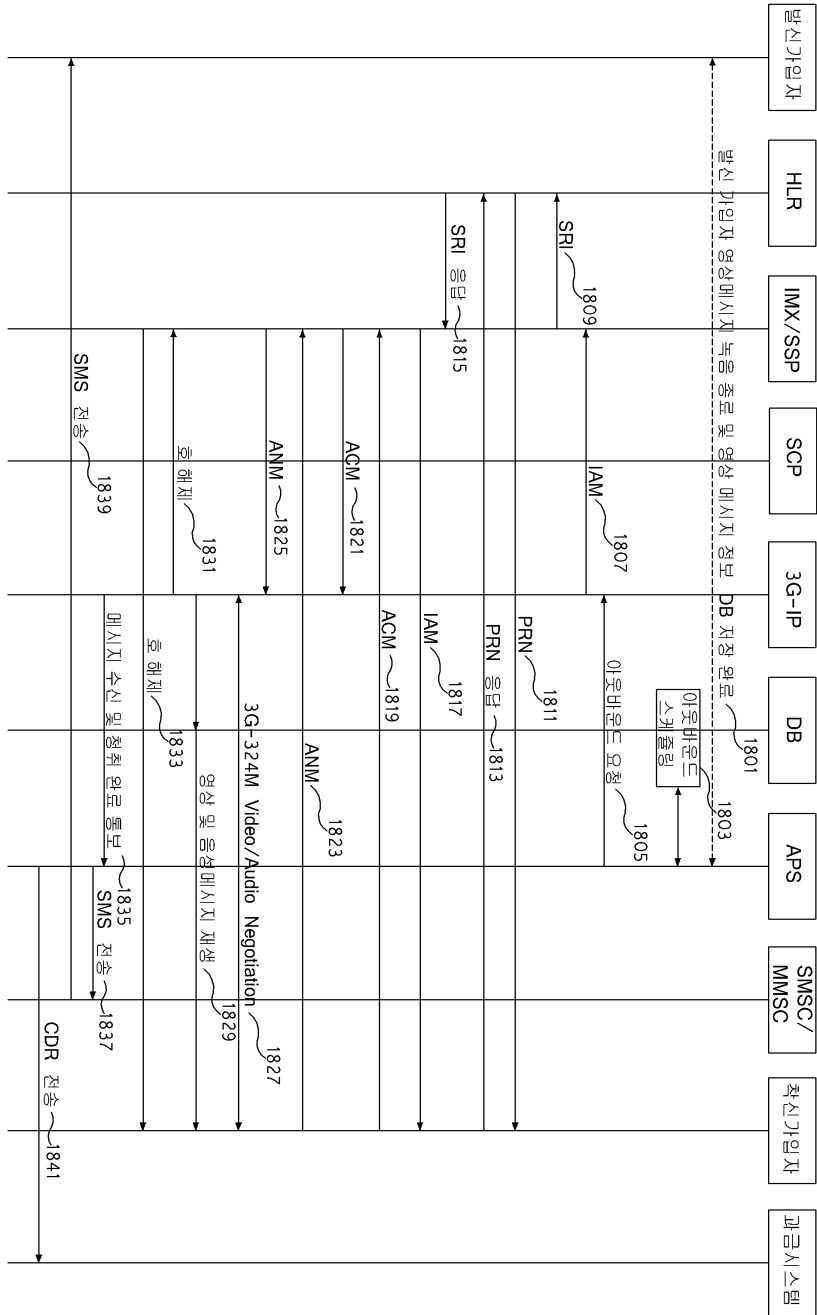 발신가입자
HLR
IMX/SSP
SCP
3G-IP
DB
APS
SMSC/
MMSC
착신가입자
과금시스템
발신 가입자 영상메시지 녹음 종료 및 영상 메시지 정보 DB 저장 완료 1801
아웃바운드
스케줄링
1803
아웃바운드 요청 1805
IAM 1807
SRI 1809
PRN 1811
PRN 응답 1813
SRI 응답 1815
IAM 1817
ACM 1819
ACM 1821
ANM 1823
ANM 1825
3G-324M Video/Audio Negotiation 1827
영상 및 음성메시지 재생 1829
호 해제 1831
호 해제 1833
메시지 수신 및 청취 완료 통보 1835
SMS 전송 1837
SMS 전송 1839
CDR 전송 1841